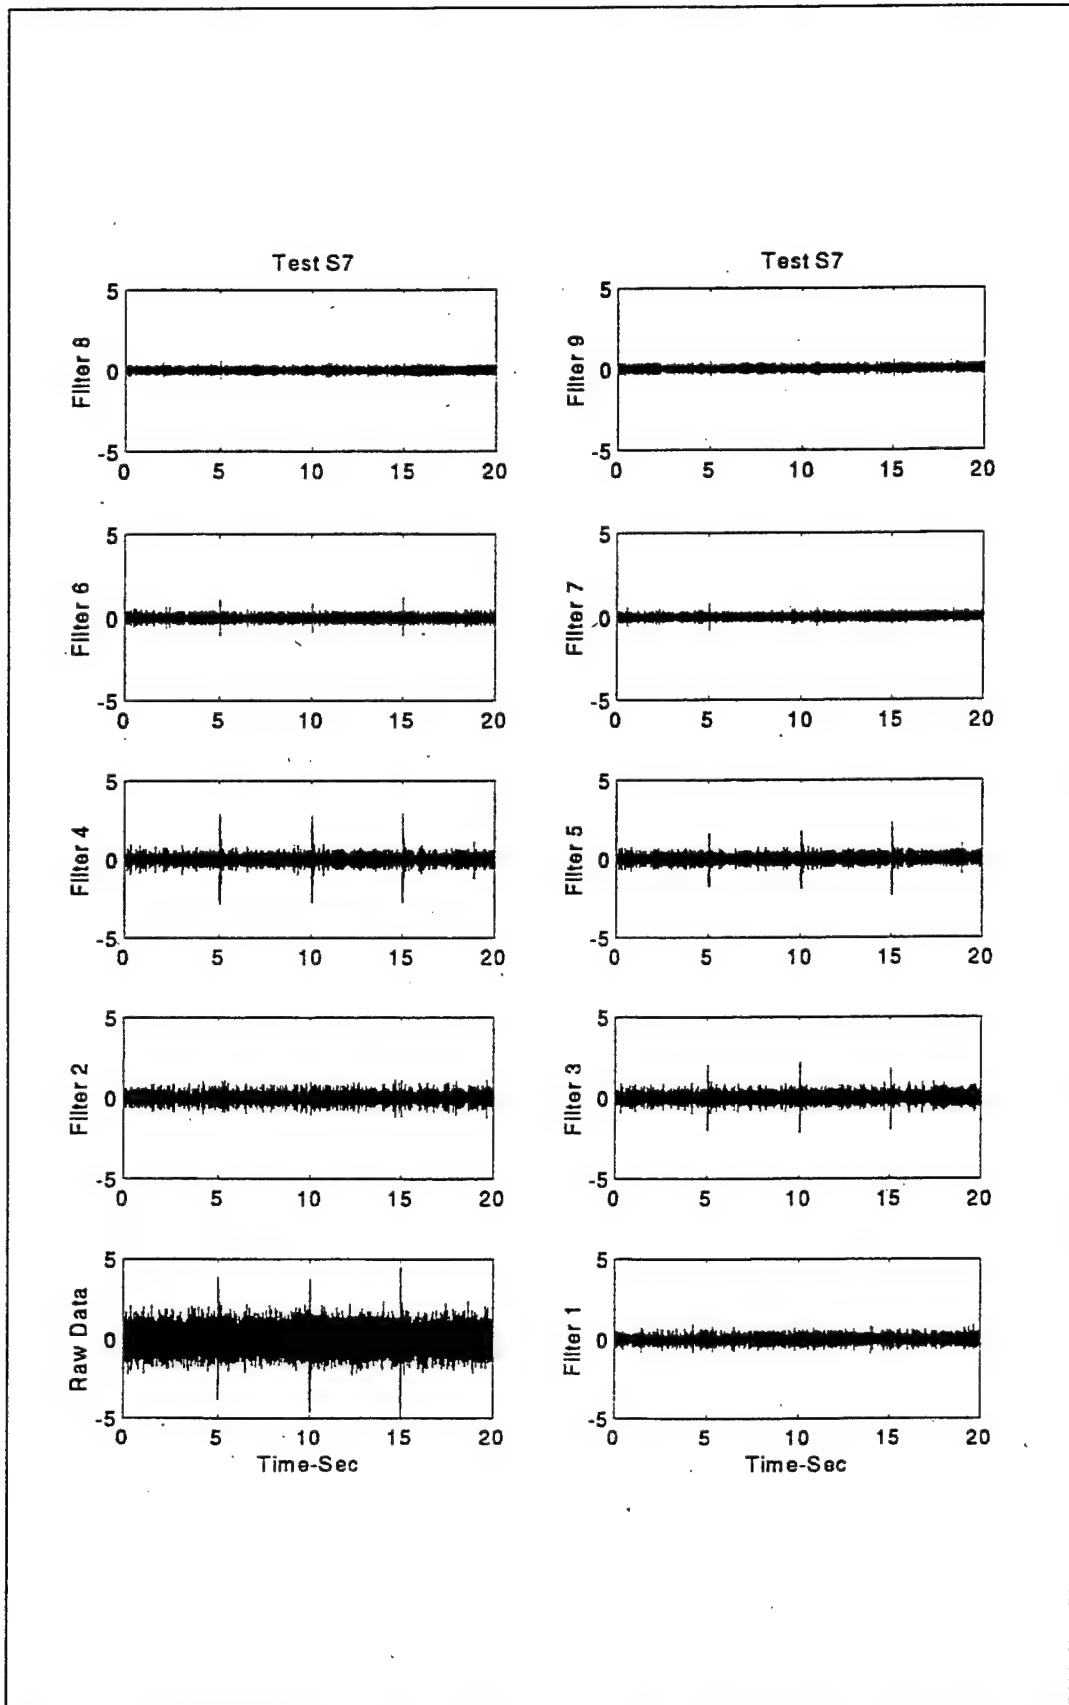 Test S7 Test S7
5 5
Filter 8 0 Filter 9 0
-5 -5
0 5 10 15 20 0 5 10 15 20
5 5
Filter 6 0 Filter 7 0
-5 -5
0 5 10 15 20 0 5 10 15 20
5 5
Filter 4 0 Filter 5 0
-5 -5
0 5 10 15 20 0 5 10 15 20
5 5
Filter 2 0 Filter 3 0
-5 -5
0 5 10 15 20 0 5 10 15 20
5 5
Raw Data 0 Filter 1 0
-5 -5
0 5 10 15 20 0 5 10 15 20
Time-Sec Time-Sec